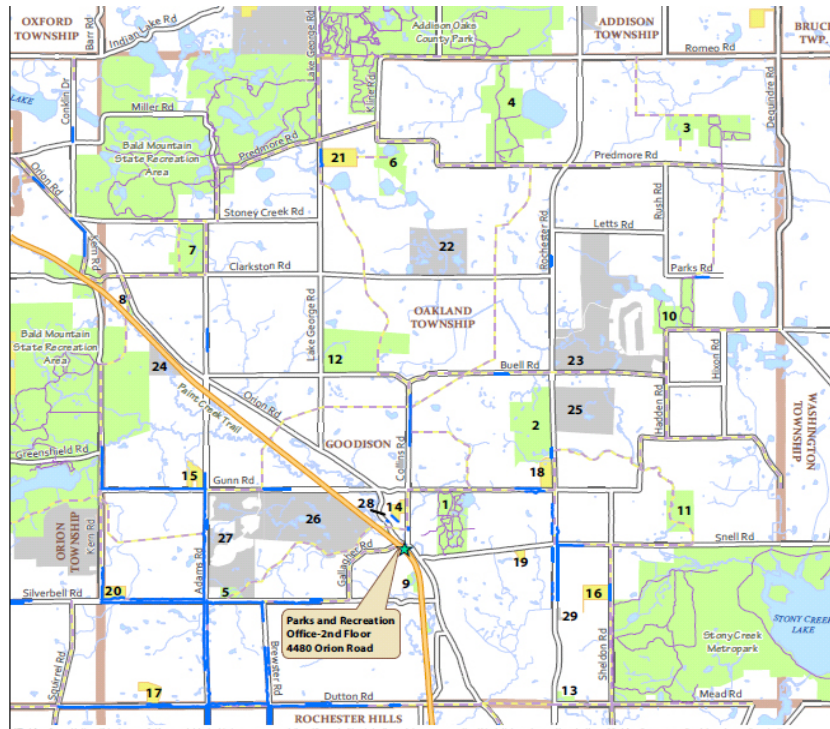 OXFORD
TOWNSHIP
Barr Rd
Indian Lake Rd
Lake George Rd
Addison Oaks
County Park
ADDISON
TOWNSHIP
BRUCE
TWP.
Romeo Rd
LAKE
Conklin Dr
Miller Rd
Kline Rd
4
Dequindre Rd
3
Bald Mountain
State Recreation
Area
Predmore Rd
21
6
Predmore Rd
Orion Rd
Rush Rd
Stoney Creek Rd
Rochester Rd
Letts Rd
Kern Rd
7
22
Clarkston Rd
Parks Rd
8
Lake George Rd
OAKLAND
TOWNSHIP
10
Bald Mountain
State Recreation
Area
24
12
Buell Rd
23
Hixon Rd
Paint Creek Trail
Orion Rd
Hadden Rd
WASHINGTON
TOWNSHIP
25
2
Greenshield Rd
GOODISON
Collins Rd
15
Gunn Rd
18
28
14
1
26
11
ORION
TOWNSHIP
Kern Rd
27
Snell Rd
Adams Rd
Gallagher Rd
19
Silverbell Rd
20
5
9
16
STONY CREEK
LAKE
Parks and Recreation
Office-2nd Floor
4480 Orion Road
29
Stony Creek
Metropark
Squirrel Rd
Brewster Rd
Sheldon Rd
17
Dutton Rd
13
Mead Rd
ROCHESTER HILLS